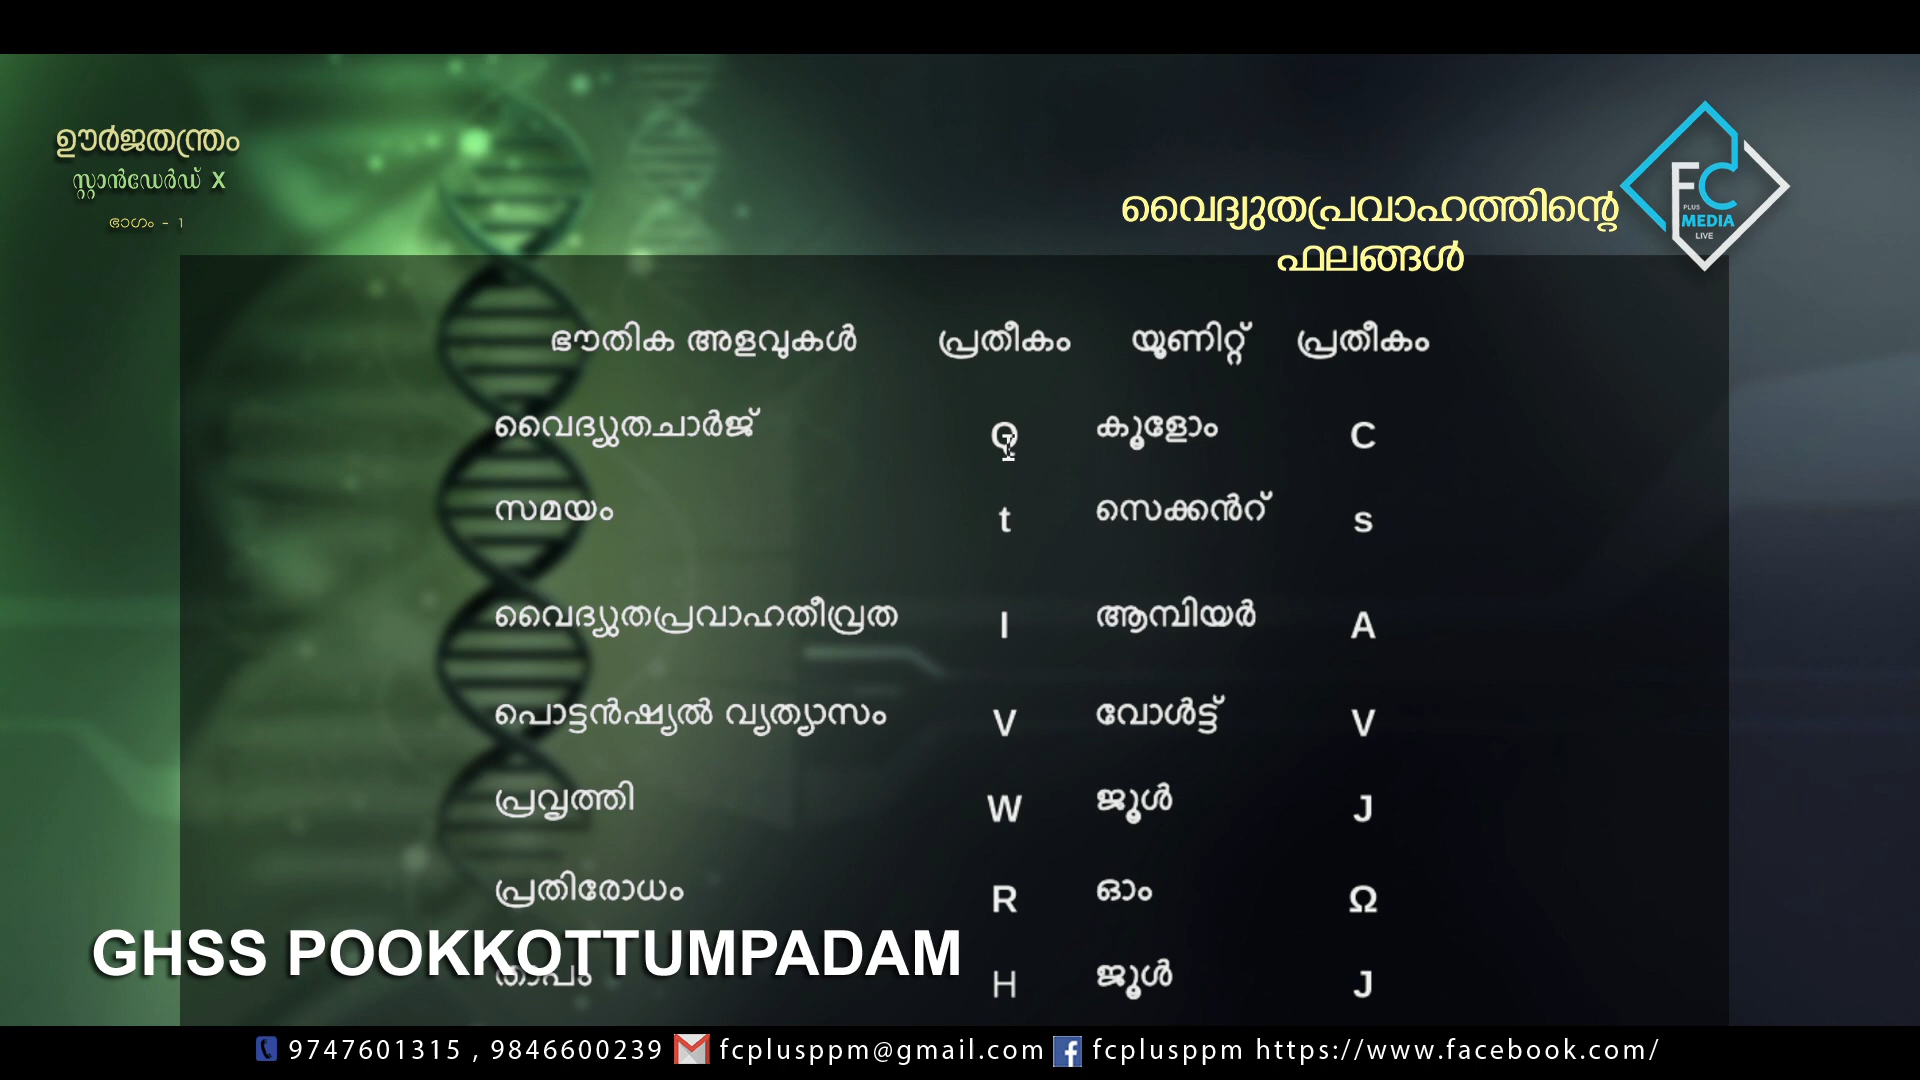 ഊർജതന്ത്രം
സ്റ്റാൻഡേർഡ് X
ഭാഗം - 1
വൈദ്യുതപ്രവാഹത്തിന്റെ
ഫലങ്ങൾ
FC
PLUS
MEDIA
LIVE
ഭൗതിക അളവുകൾ പ്രതീകം യൂണിറ്റ് പ്രതീകം
വൈദ്യുതചാർജ് Q കൂളോം C
സമയം t സെക്കൻറ് s
വൈദ്യുതപ്രവാഹതീവ്രത I ആമ്പിയർ A
പൊട്ടൻഷ്യൽ വ്യത്യാസം V വോൾട്ട് V
പ്രവൃത്തി W ജൂൾ J
പ്രതിരോധം R ഓം Ω
താപം H ജൂൾ J
GHSS POOKKOTTUMPADAM
9747601315 , 9846600239 fcplusppm@gmail.com fcplusppm https://www.facebook.com/